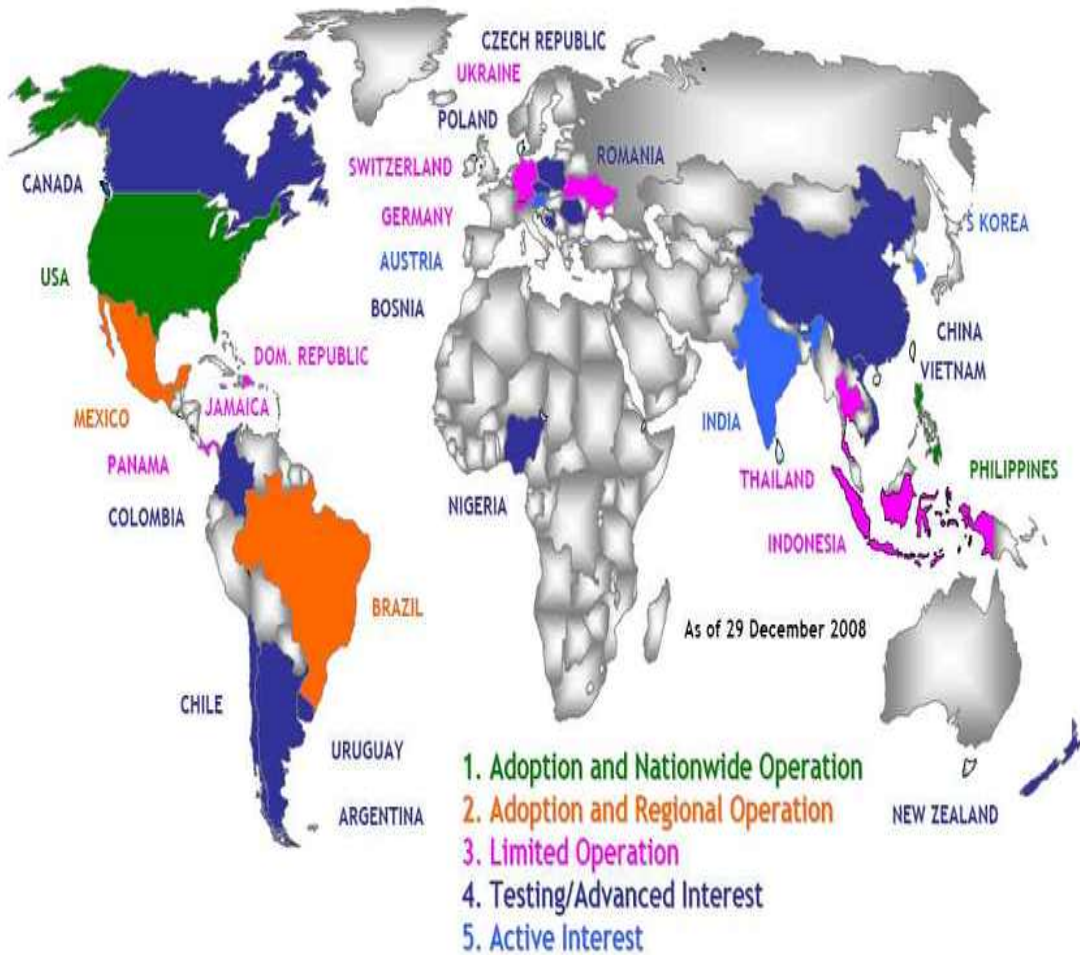 CZECH REPUBLIC
UKRAINE
POLAND
ROMANIA
SWITZERLAND
CANADA
GERMANY
S KOREA
AUSTRIA
USA
BOSNIA
CHINA
DOM. REPUBLIC
VIETNAM
JAMAICA
MEXICO
INDIA
PANAMA
THAILAND
PHILIPPINES
NIGERIA
COLOMBIA
INDONESIA
BRAZIL
As of 29 December 2008
CHILE
URUGUAY
ARGENTINA
NEW ZEALAND
1. Adoption and Nationwide Operation
2. Adoption and Regional Operation
3. Limited Operation
4. Testing/Advanced Interest
5. Active Interest